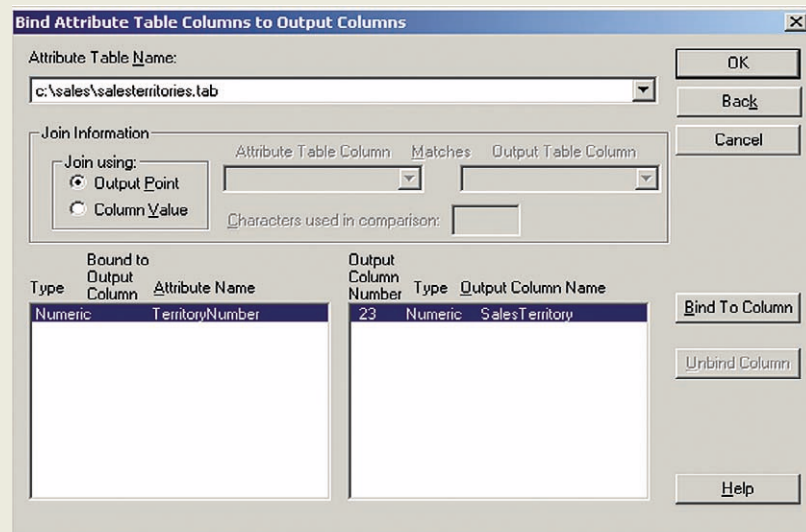 Bind Attribute Table Columns to Output Columns
Attribute Table Name:
c:\sales\salesterritories.tab
OK
Back
Cancel
Join Information
Join using:
Output Point
Column Value
Attribute Table Column Matches Output Table Column
Characters used in comparison:
Type Bound to Output Column Attribute Name
Numeric TerritoryNumber
Output Column Number Type Output Column Name
23 Numeric SalesTerritory
Bind To Column
Unbind Column
Help